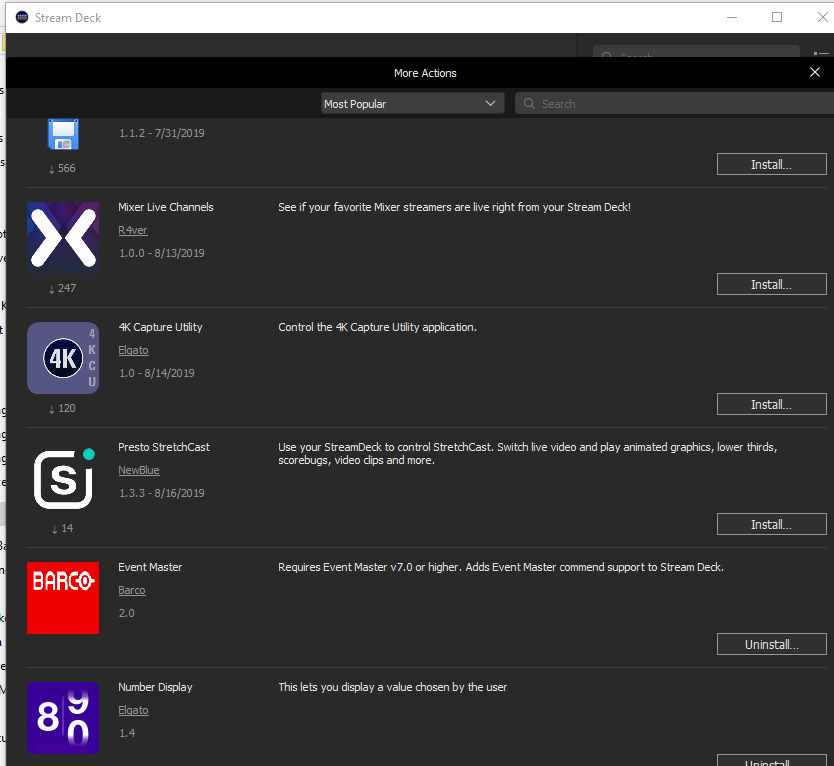 Stream Deck
Search
More Actions
Most Popular
Search
1.1.2 - 7/31/2019
↓ 566
Install...
Mixer Live Channels
See if your favorite Mixer streamers are live right from your Stream Deck!
R4ver
1.0.0 - 8/13/2019
↓ 247
Install...
4K Capture Utility
Control the 4K Capture Utility application.
4K
4
K
C
U
Elgato
1.0 - 8/14/2019
↓ 120
Install...
Presto StretchCast
Use your StreamDeck to control StretchCast. Switch live video and play animated graphics, lower thirds,
scorebugs, video clips and more.
S
NewBlue
1.3.3 - 8/16/2019
↓ 14
Install...
Event Master
Requires Event Master v7.0 or higher. Adds Event Master commend support to Stream Deck.
BARCO
Barco
2.0
Uninstall...
Number Display
This lets you display a value chosen by the user
8 9
0
Elgato
1.4
Uninstall...